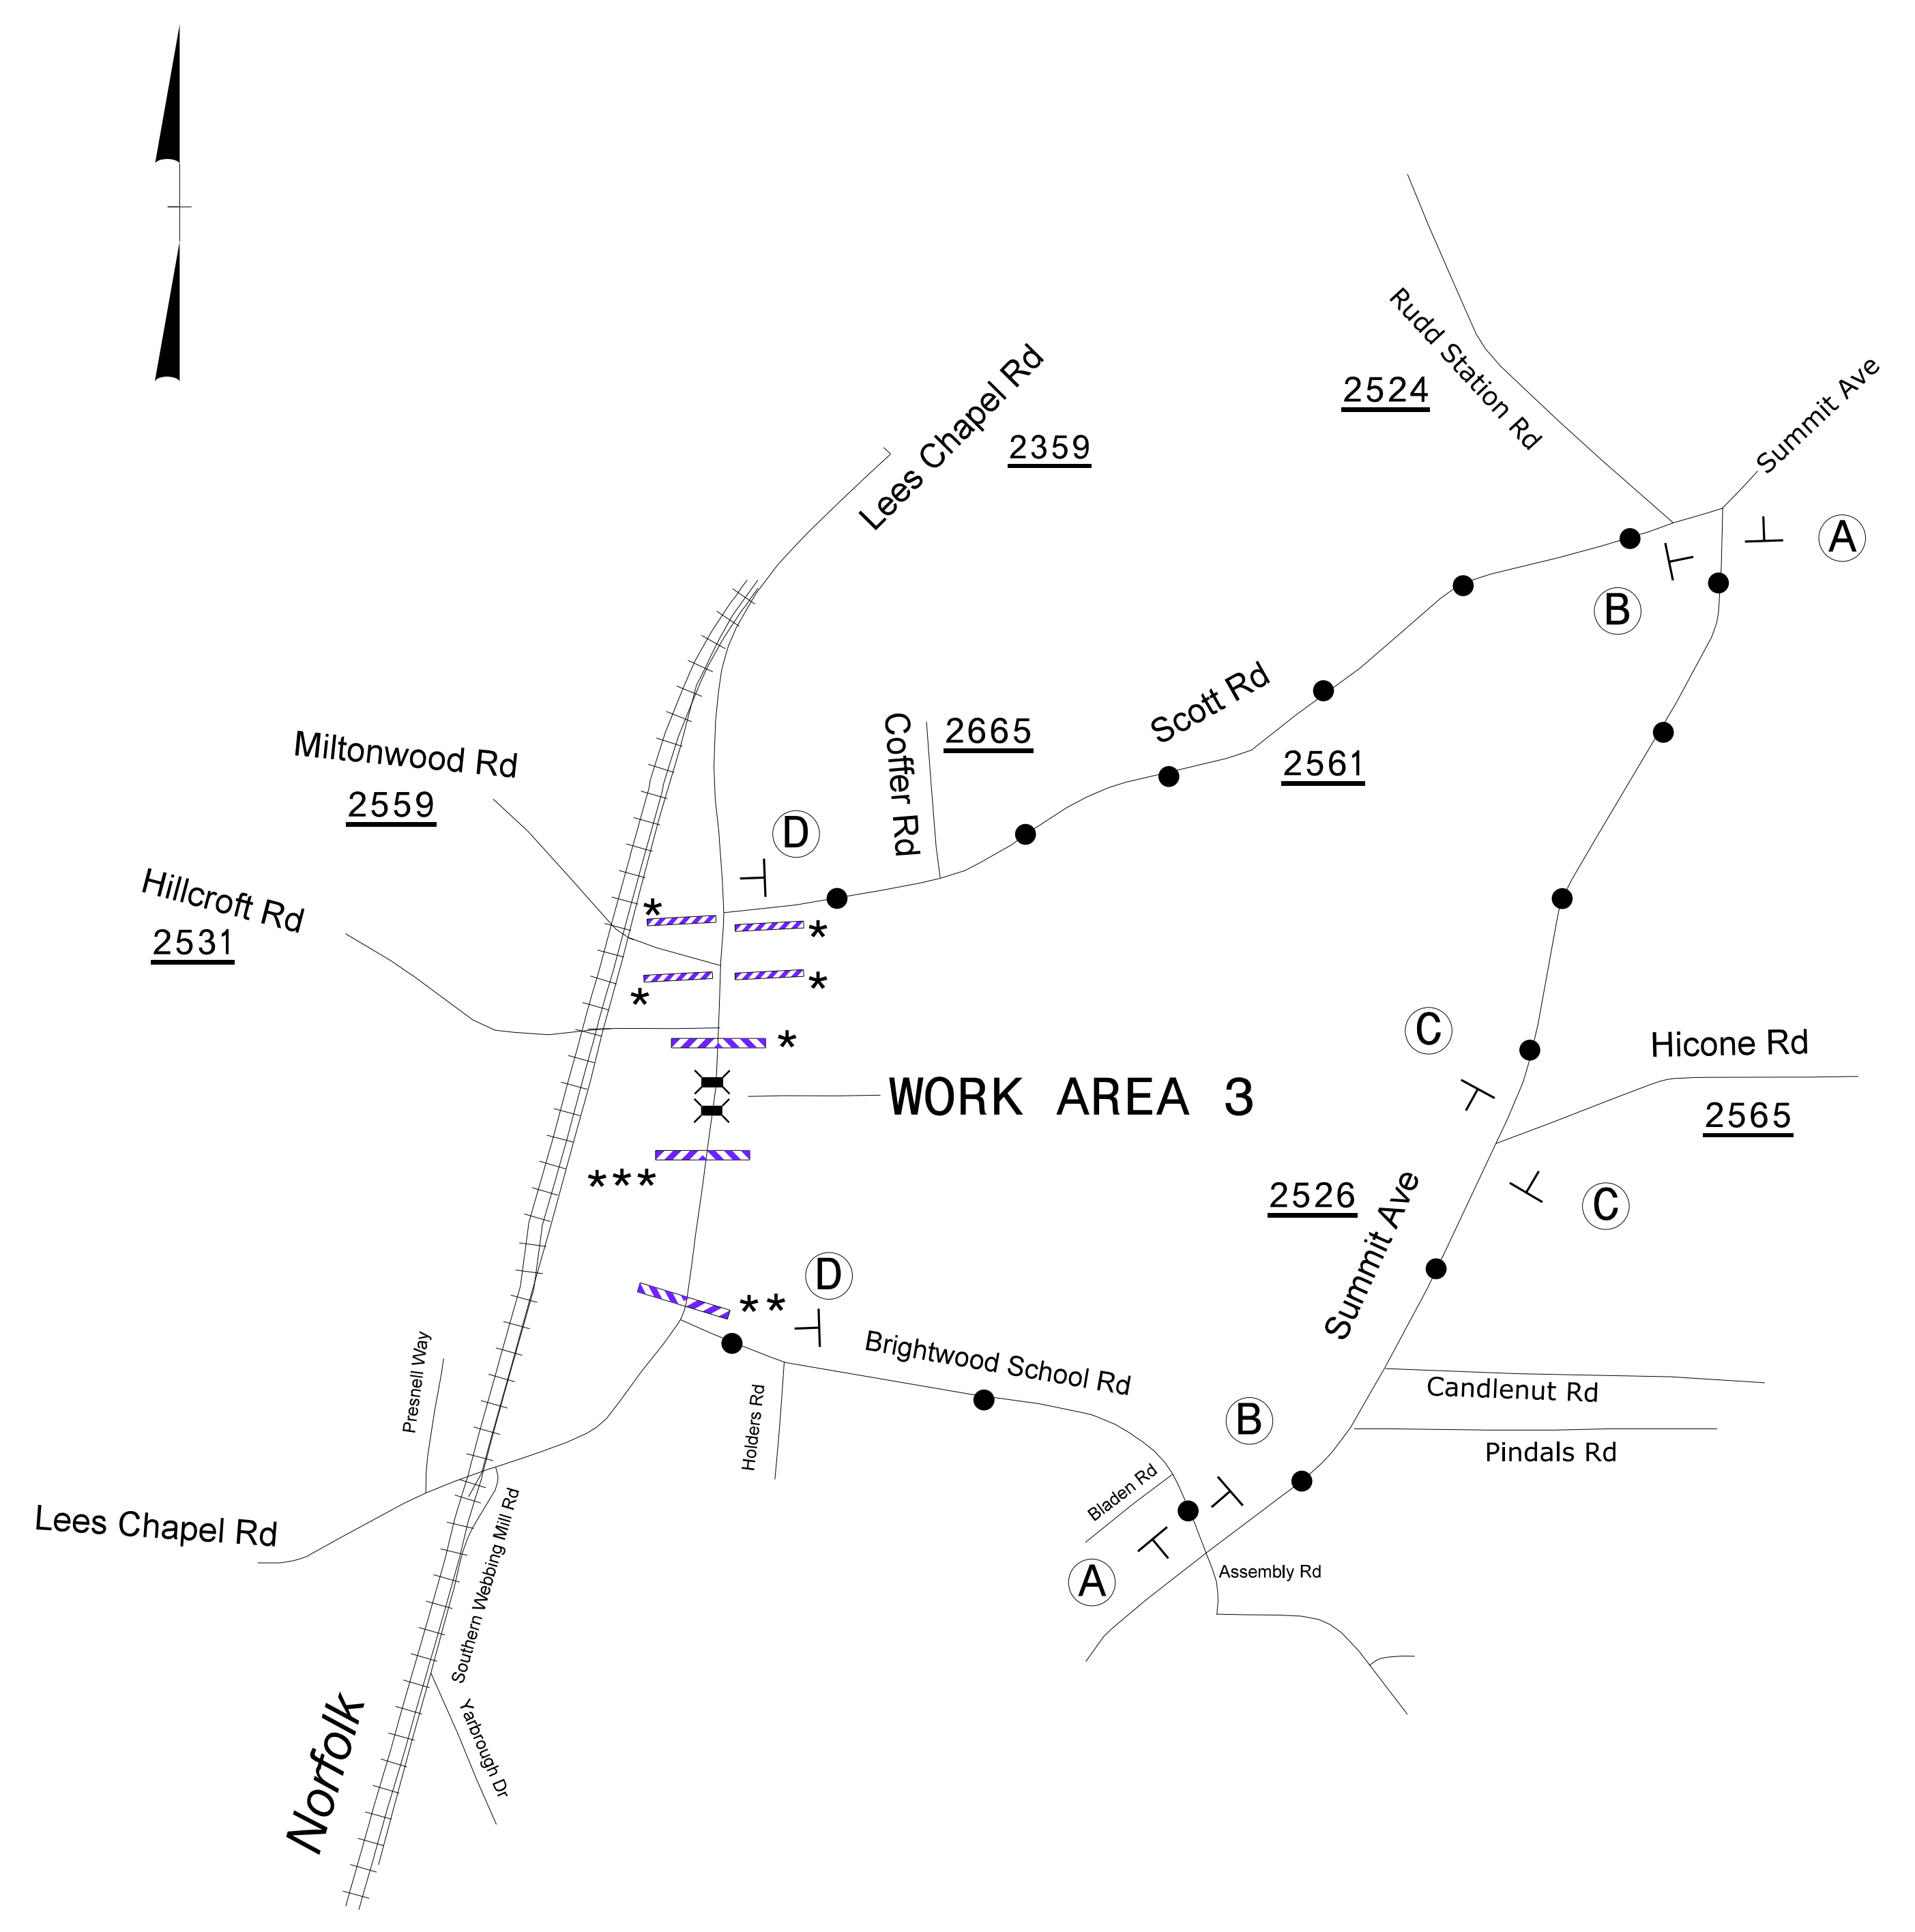 Rudd Station Rd
2524
Summit Ave
Lees Chapel Rd
2359
A
B
Scott Rd
2561
Coffer Rd
2665
Miltonwood Rd
2559
D
Hillcroft Rd
2531
*
*
*
*
*
C
Hicone Rd
2565
WORK AREA 3
***
2526
Summit Ave
C
D
**
Brightwood School Rd
Presnell Way
Holders Rd
Candlenut Rd
B
Pindals Rd
Bladen Rd
Lees Chapel Rd
A
Assembly Rd
Southern Webbing Mill Rd
Yarbrough Dr
Norfolk